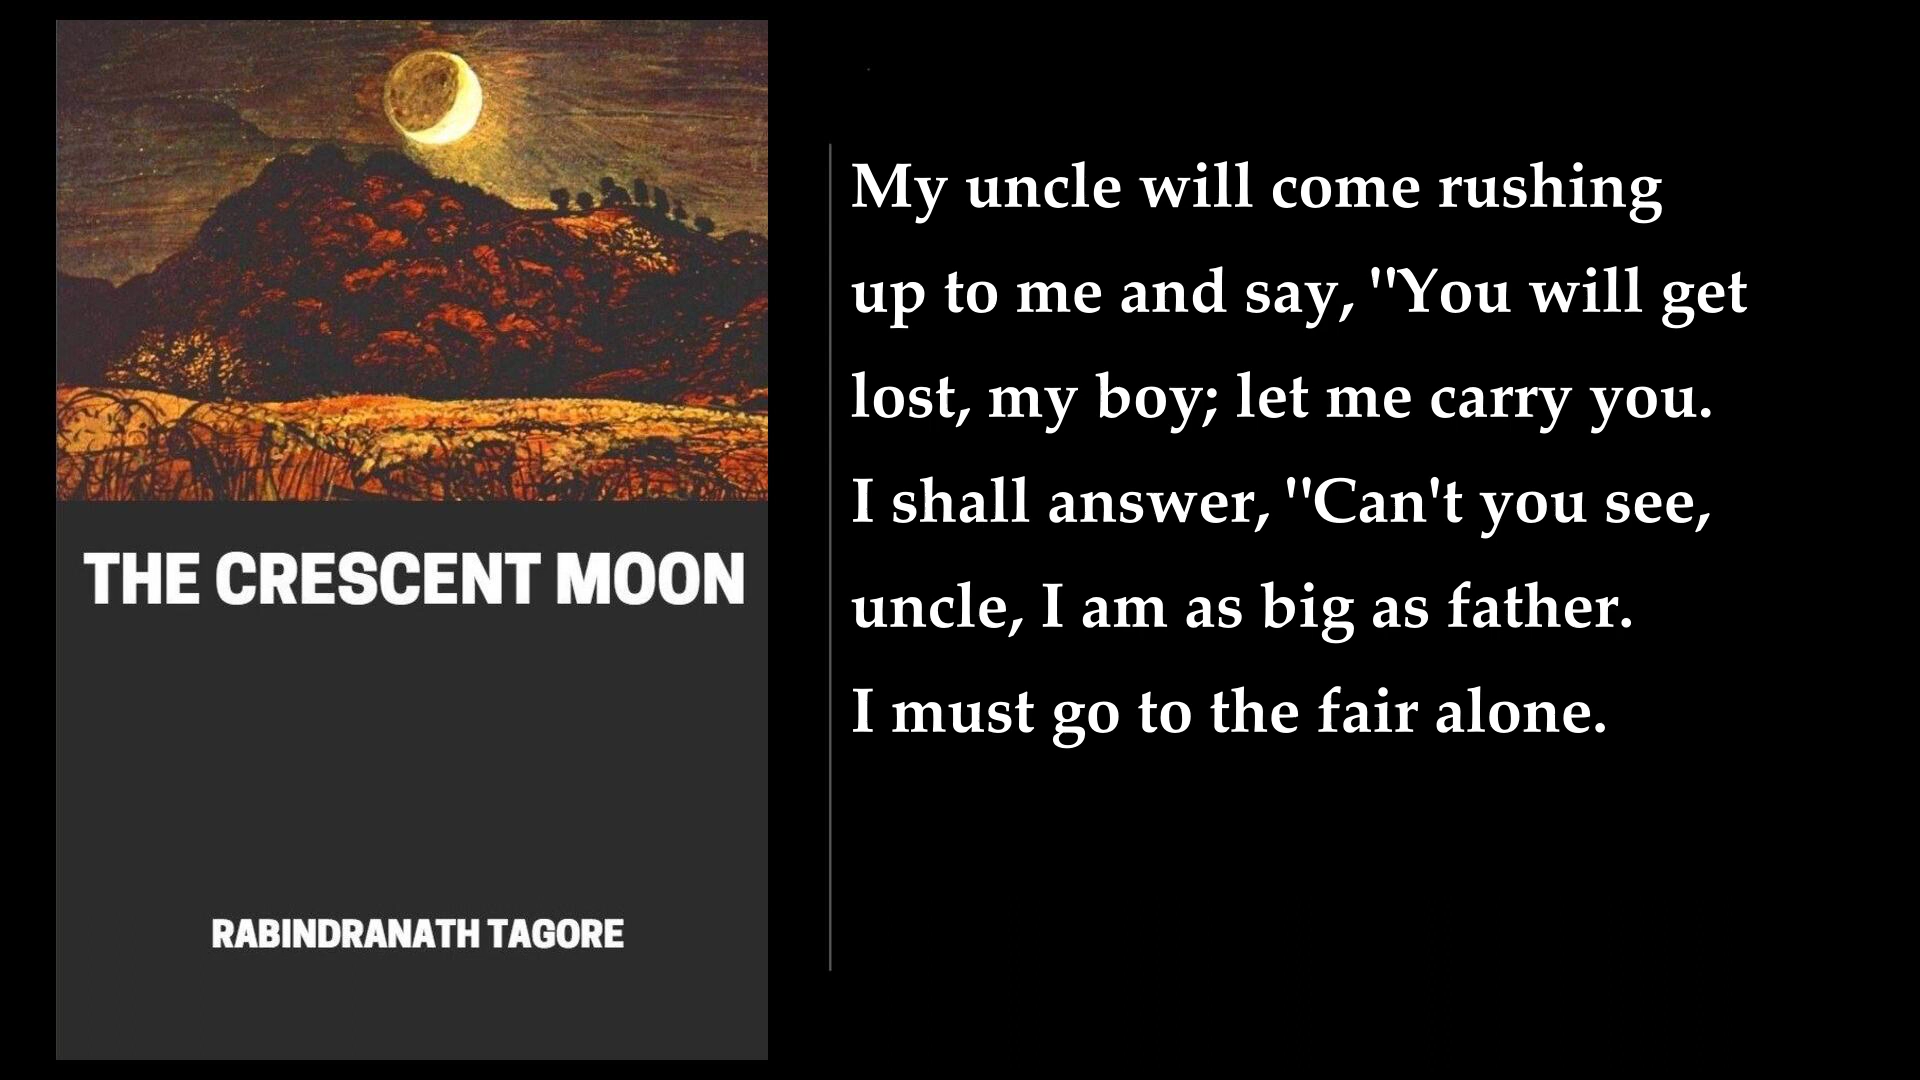 THE CRESCENT MOON
RABINDRANATH TAGORE
My uncle will come rushing
up to me and say, "You will get
lost, my boy; let me carry you.
I shall answer, "Can't you see,
uncle, I am as big as father.
I must go to the fair alone.